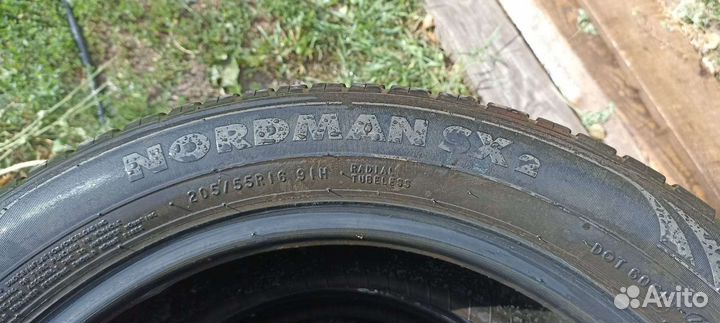 NORDMAN SX2
205/55R16 91H RADIAL TUBELESS
DOT
Avito